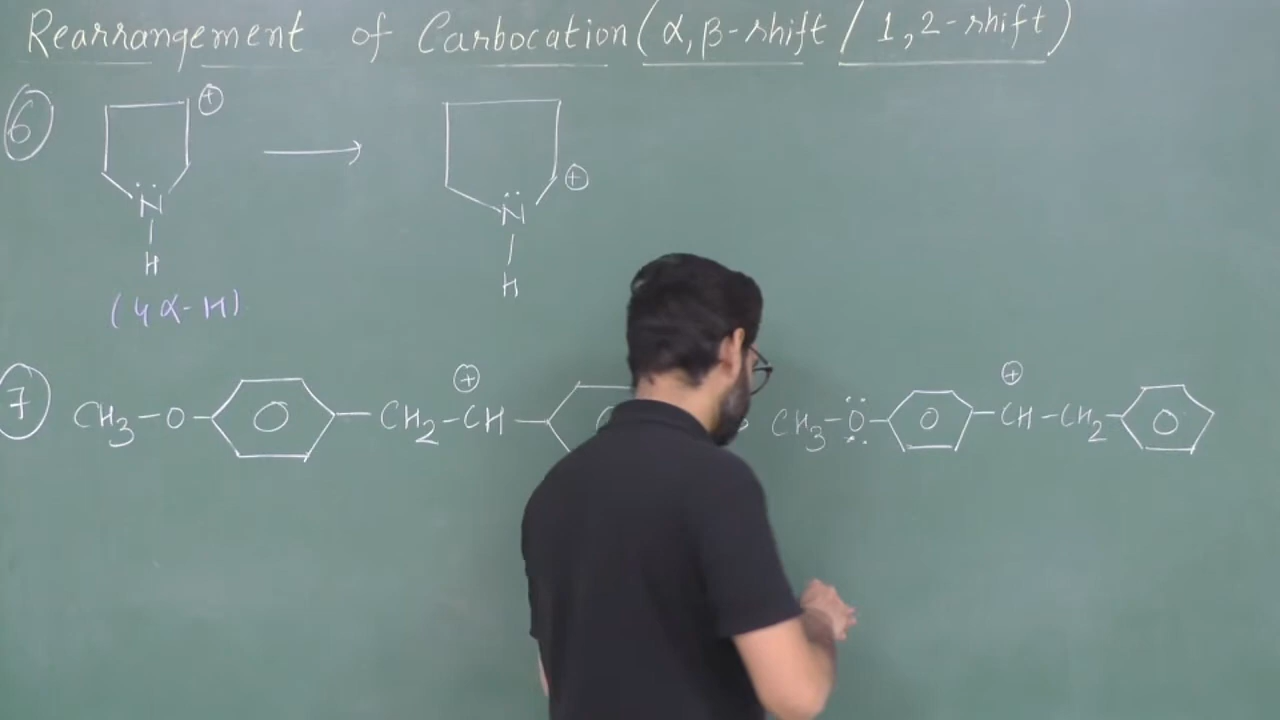 Rearrangement of Carbocation (α,β-shift / 1,2-shift)
6
⊕
⊕
N̈
N̈
H
H
(4 α-H)
7
⊕ ⊕
CH₃-O- O -CH₂-CH- CH₃-Ö- O -CH-CH₂- O